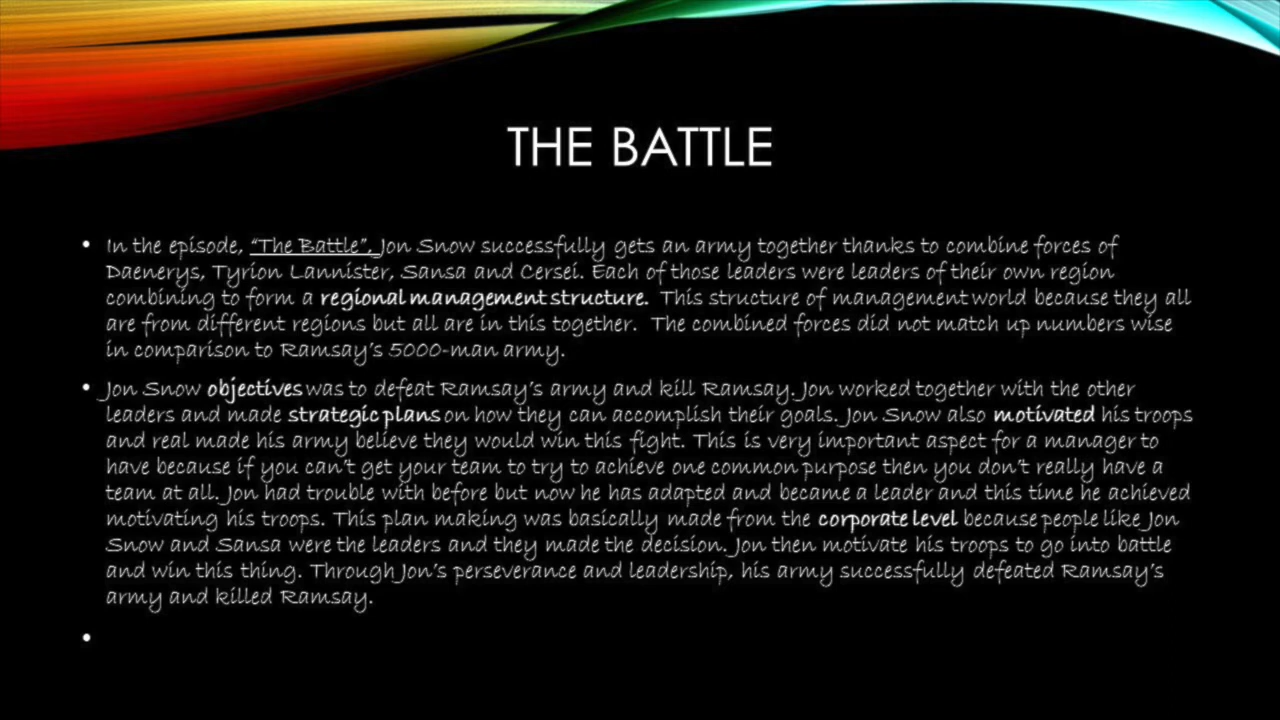 THE BATTLE
• In the episode, “The Battle”, Jon Snow successfully gets an army together thanks to combine forces of
Daenerys, Tyrion Lannister, Sansa and Cersei. Each of those leaders were leaders of their own region
combining to form a regional management structure. This structure of management world because they all
are from different regions but all are in this together. The combined forces did not match up numbers wise
in comparison to Ramsay’s 5000-man army.
• Jon Snow objectives was to defeat Ramsay’s army and kill Ramsay. Jon worked together with the other
leaders and made strategic plans on how they can accomplish their goals. Jon Snow also motivated his troops
and real made his army believe they would win this fight. This is very important aspect for a manager to
have because if you can’t get your team to try to achieve one common purpose then you don’t really have a
team at all. Jon had trouble with before but now he has adapted and became a leader and this time he achieved
motivating his troops. This plan making was basically made from the corporate level because people like Jon
Snow and Sansa were the leaders and they made the decision. Jon then motivate his troops to go into battle
and win this thing. Through Jon’s perseverance and leadership, his army successfully defeated Ramsay’s
army and killed Ramsay.
•